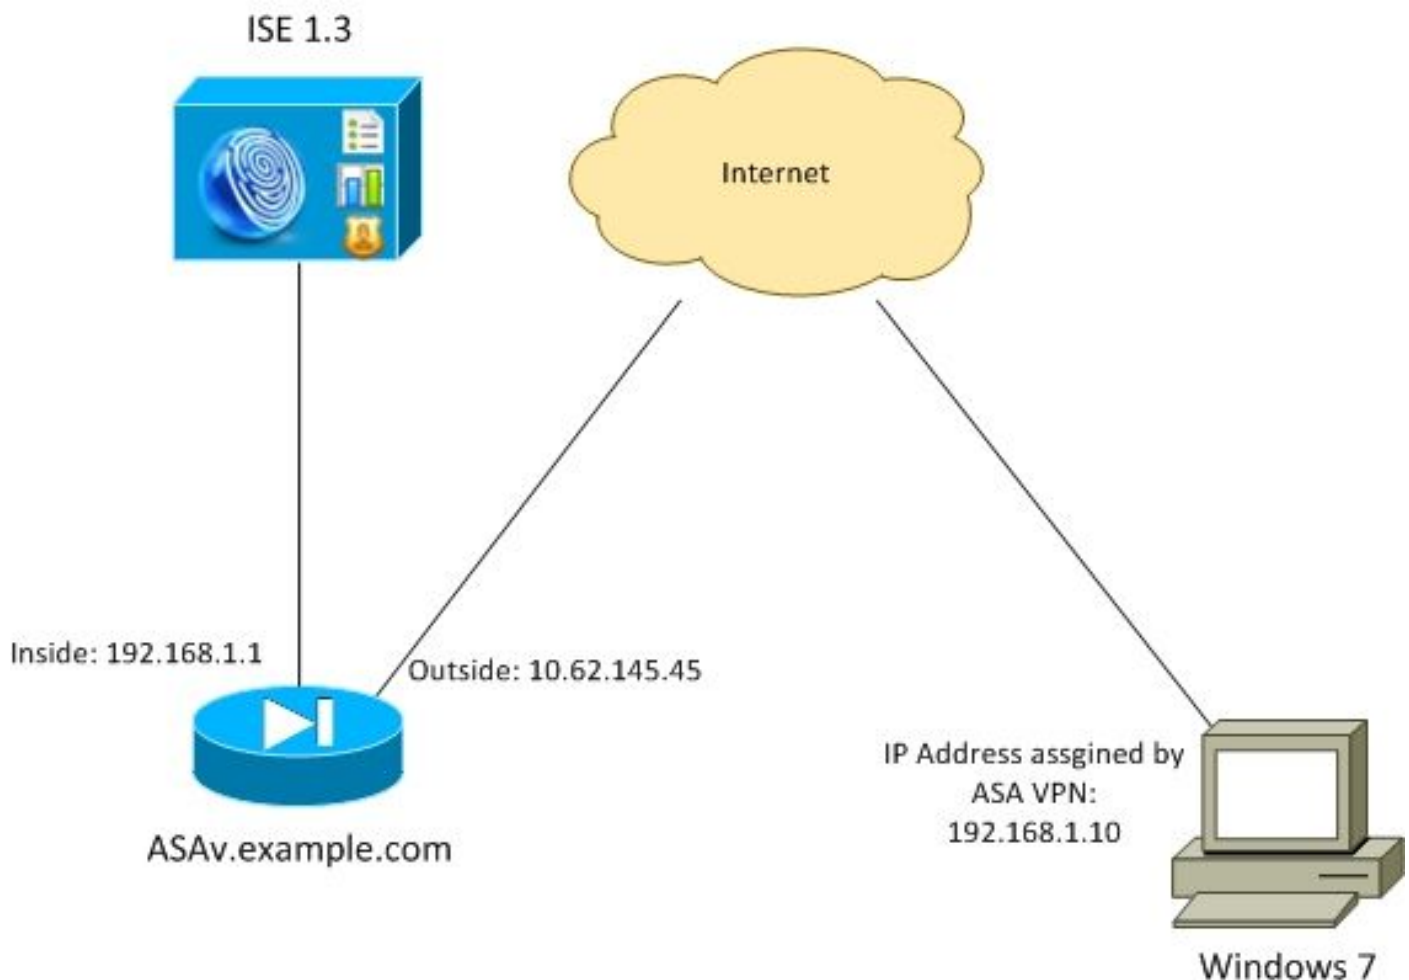 ISE 1.3
Internet
Inside: 192.168.1.1
Outside: 10.62.145.45
ASAv.example.com
IP Address assgined by
ASA VPN:
192.168.1.10
Windows 7